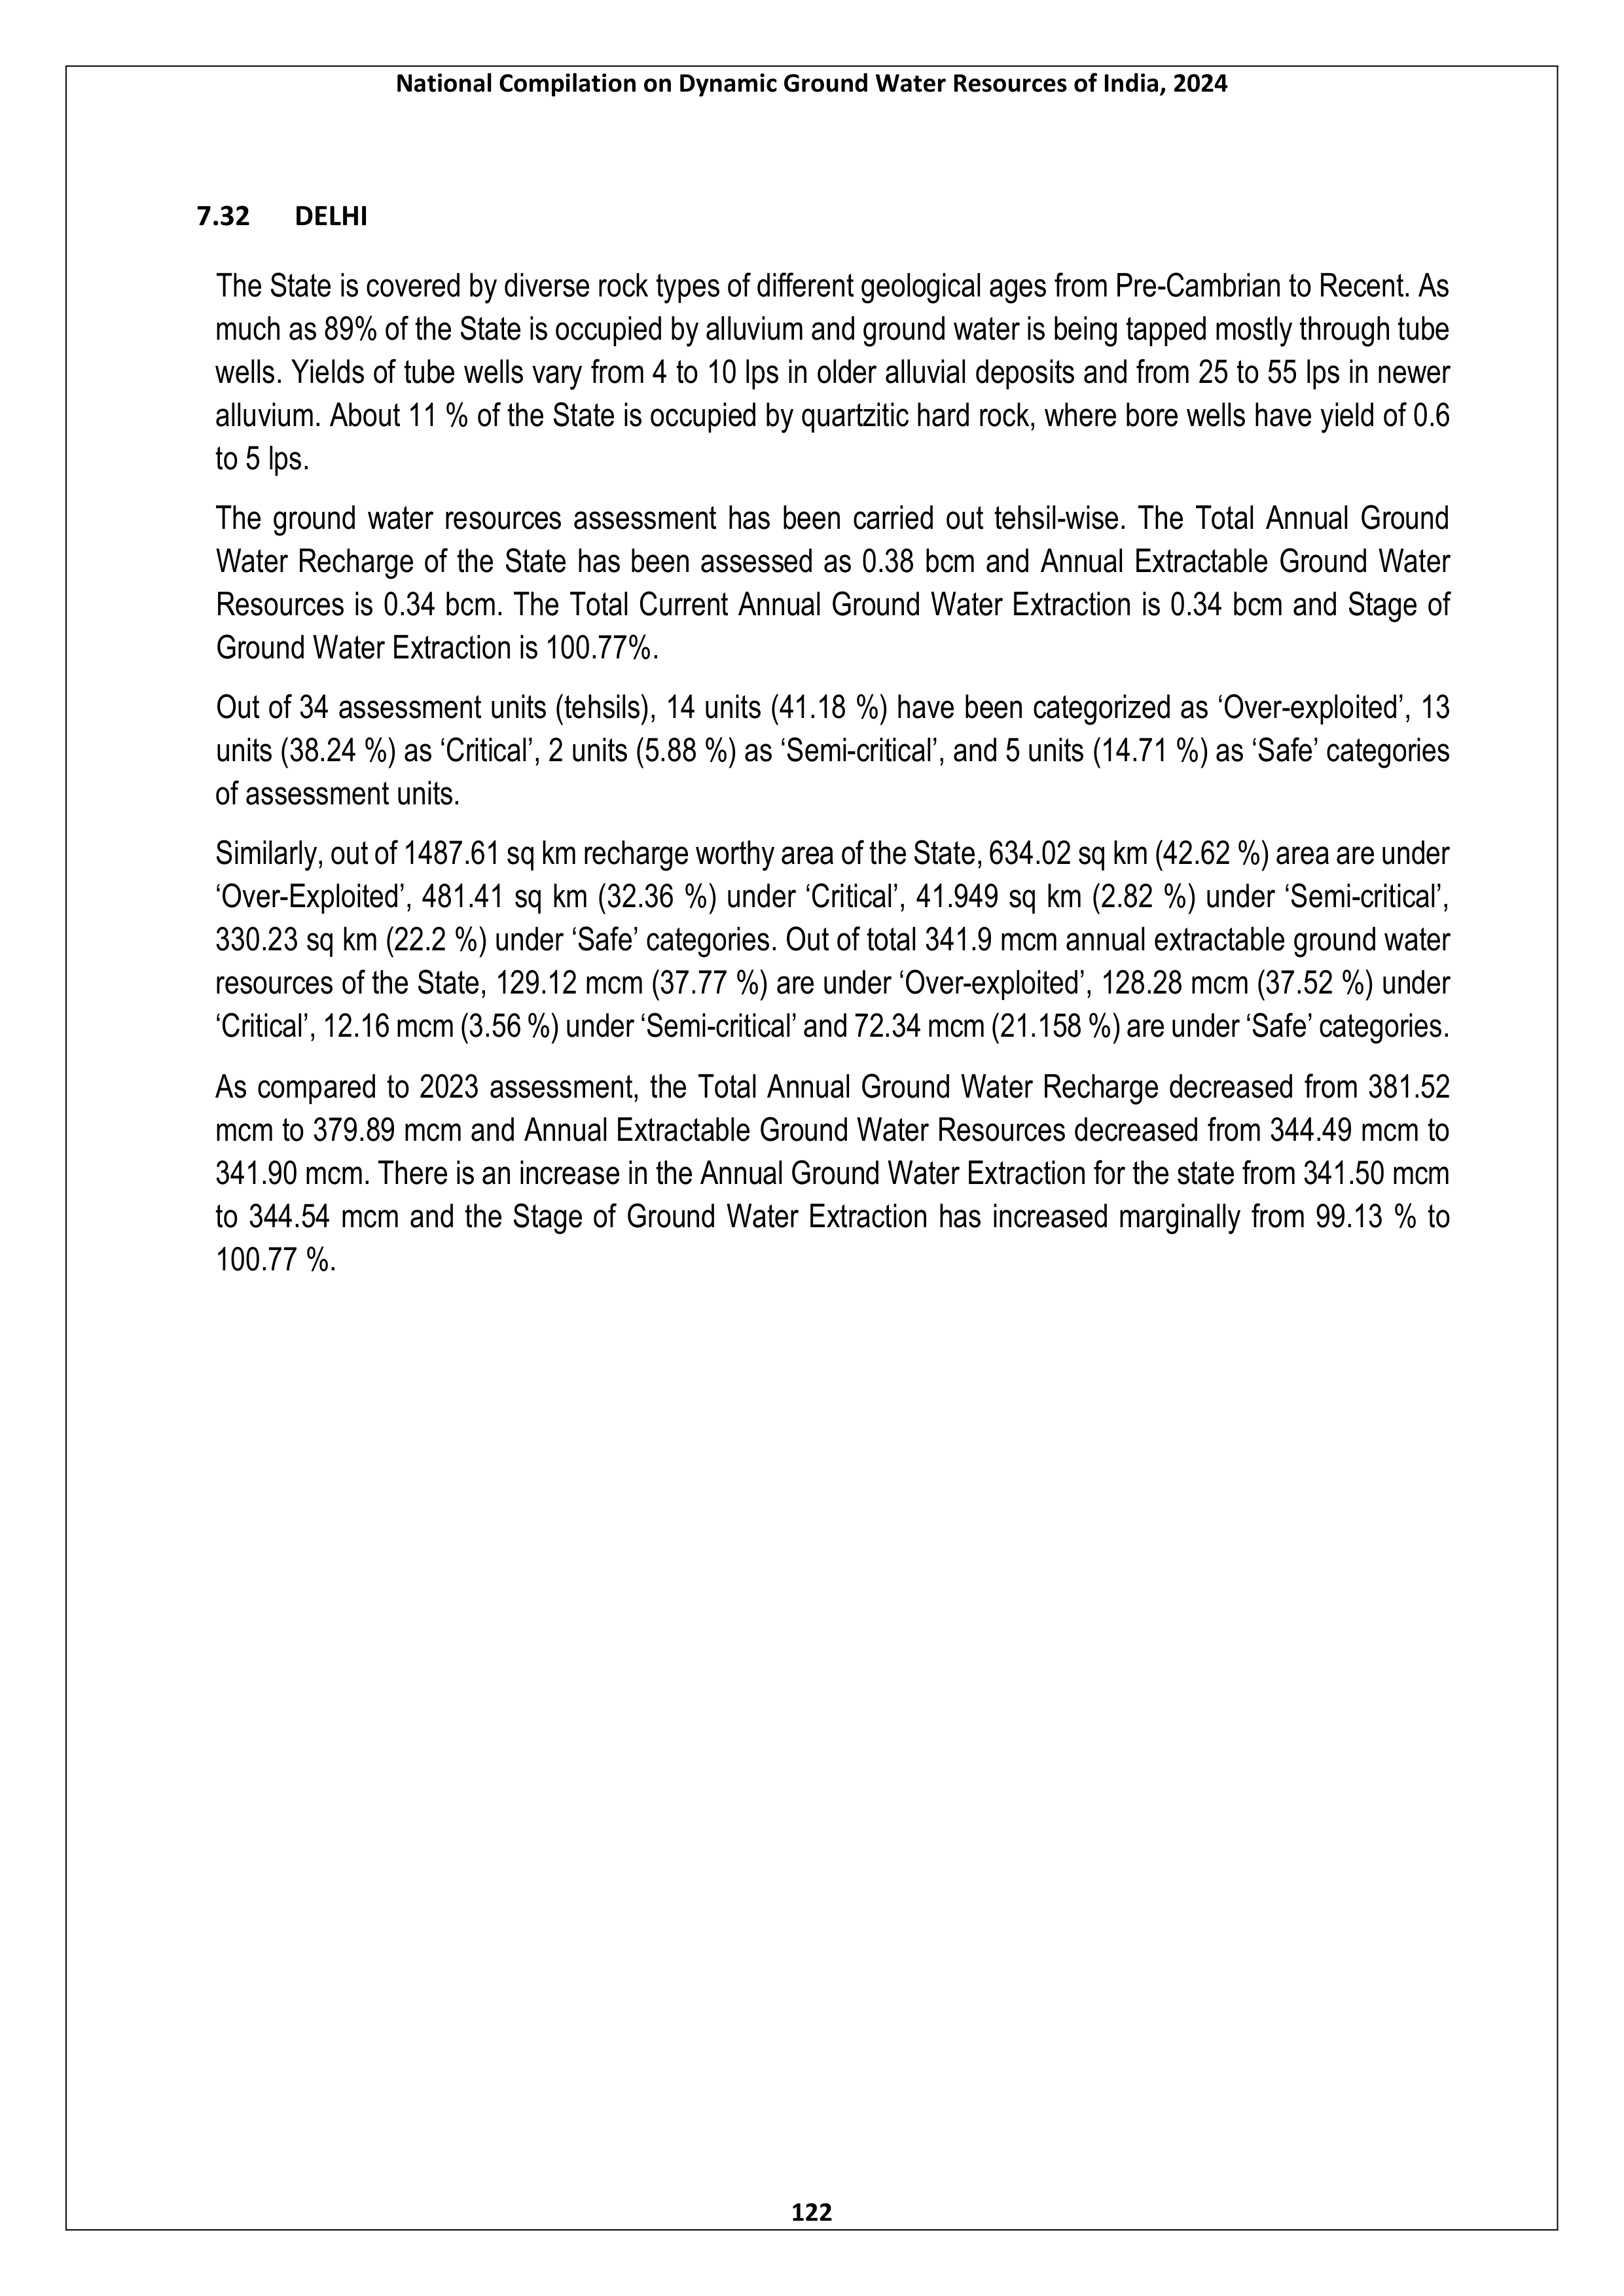 National Compilation on Dynamic Ground Water Resources of India, 2024
7.32 DELHI
The State is covered by diverse rock types of different geological ages from Pre-Cambrian to Recent. As
much as 89% of the State is occupied by alluvium and ground water is being tapped mostly through tube
wells. Yields of tube wells vary from 4 to 10 lps in older alluvial deposits and from 25 to 55 lps in newer
alluvium. About 11 % of the State is occupied by quartzitic hard rock, where bore wells have yield of 0.6
to 5 lps.
The ground water resources assessment has been carried out tehsil-wise. The Total Annual Ground
Water Recharge of the State has been assessed as 0.38 bcm and Annual Extractable Ground Water
Resources is 0.34 bcm. The Total Current Annual Ground Water Extraction is 0.34 bcm and Stage of
Ground Water Extraction is 100.77%.
Out of 34 assessment units (tehsils), 14 units (41.18 %) have been categorized as ‘Over-exploited’, 13
units (38.24 %) as ‘Critical’, 2 units (5.88 %) as ‘Semi-critical’, and 5 units (14.71 %) as ‘Safe’ categories
of assessment units.
Similarly, out of 1487.61 sq km recharge worthy area of the State, 634.02 sq km (42.62 %) area are under
‘Over-Exploited’, 481.41 sq km (32.36 %) under ‘Critical’, 41.949 sq km (2.82 %) under ‘Semi-critical’,
330.23 sq km (22.2 %) under ‘Safe’ categories. Out of total 341.9 mcm annual extractable ground water
resources of the State, 129.12 mcm (37.77 %) are under ‘Over-exploited’, 128.28 mcm (37.52 %) under
‘Critical’, 12.16 mcm (3.56 %) under ‘Semi-critical’ and 72.34 mcm (21.158 %) are under ‘Safe’ categories.
As compared to 2023 assessment, the Total Annual Ground Water Recharge decreased from 381.52
mcm to 379.89 mcm and Annual Extractable Ground Water Resources decreased from 344.49 mcm to
341.90 mcm. There is an increase in the Annual Ground Water Extraction for the state from 341.50 mcm
to 344.54 mcm and the Stage of Ground Water Extraction has increased marginally from 99.13 % to
100.77 %.
122